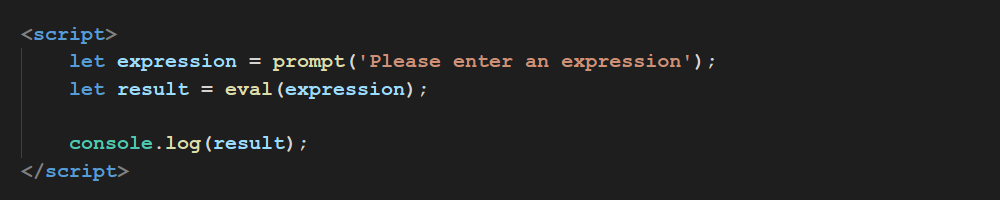 <script>
let expression = prompt('Please enter an expression');
let result = eval(expression);
console.log(result);
</script>